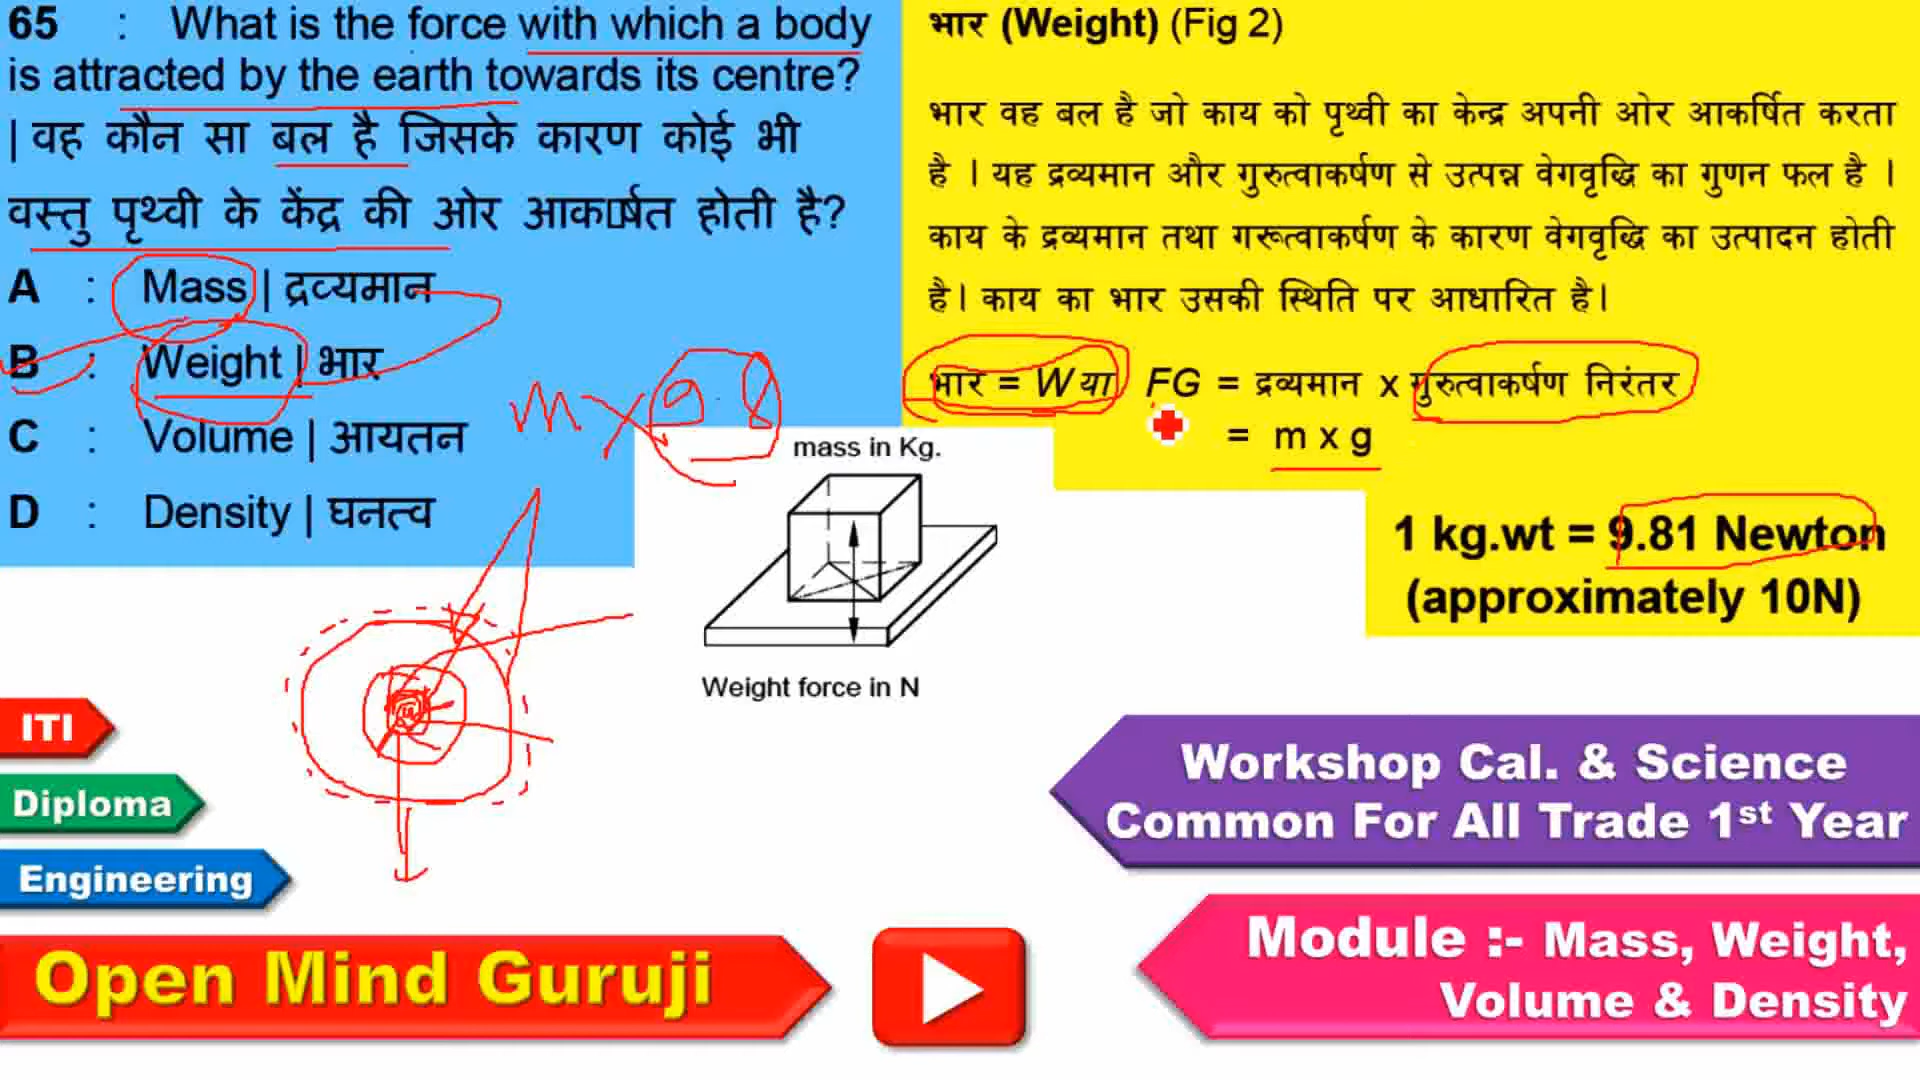 65 : What is the force with which a body
is attracted by the earth towards its centre?
| वह कौन सा बल है जिसके कारण कोई भी
वस्तु पृथ्वी के केंद्र की ओर आक□र्षत होती है?
A : Mass | द्रव्यमान
B : Weight | भार
C : Volume | आयतन
D : Density | घनत्व
m × 9.8
भार (Weight) (Fig 2)
भार वह बल है जो काय को पृथ्वी का केन्द्र अपनी ओर आकर्षित करता
है । यह द्रव्यमान और गुरुत्वाकर्षण से उत्पन्न वेगवृद्धि का गुणन फल है ।
काय के द्रव्यमान तथा गरूत्वाकर्षण के कारण वेगवृद्धि का उत्पादन होती
है। काय का भार उसकी स्थिति पर आधारित है।
भार = W या FG = द्रव्यमान x गुरुत्वाकर्षण निरंतर
= m x g
1 kg.wt = 9.81 Newton
(approximately 10N)
mass in Kg.
Weight force in N
ITI
Diploma
Engineering
Open Mind Guruji
Workshop Cal. & Science
Common For All Trade 1st Year
Module :- Mass, Weight,
Volume & Density